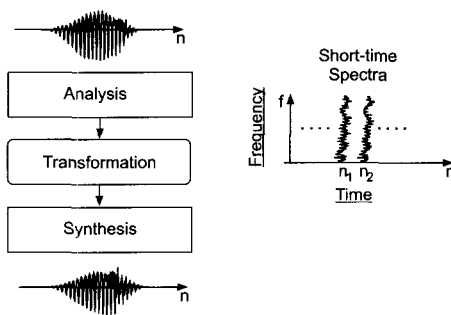 n
Analysis
Transformation
Synthesis
n
Short-time
Spectra
f
Frequency
n1 n2
n
Time